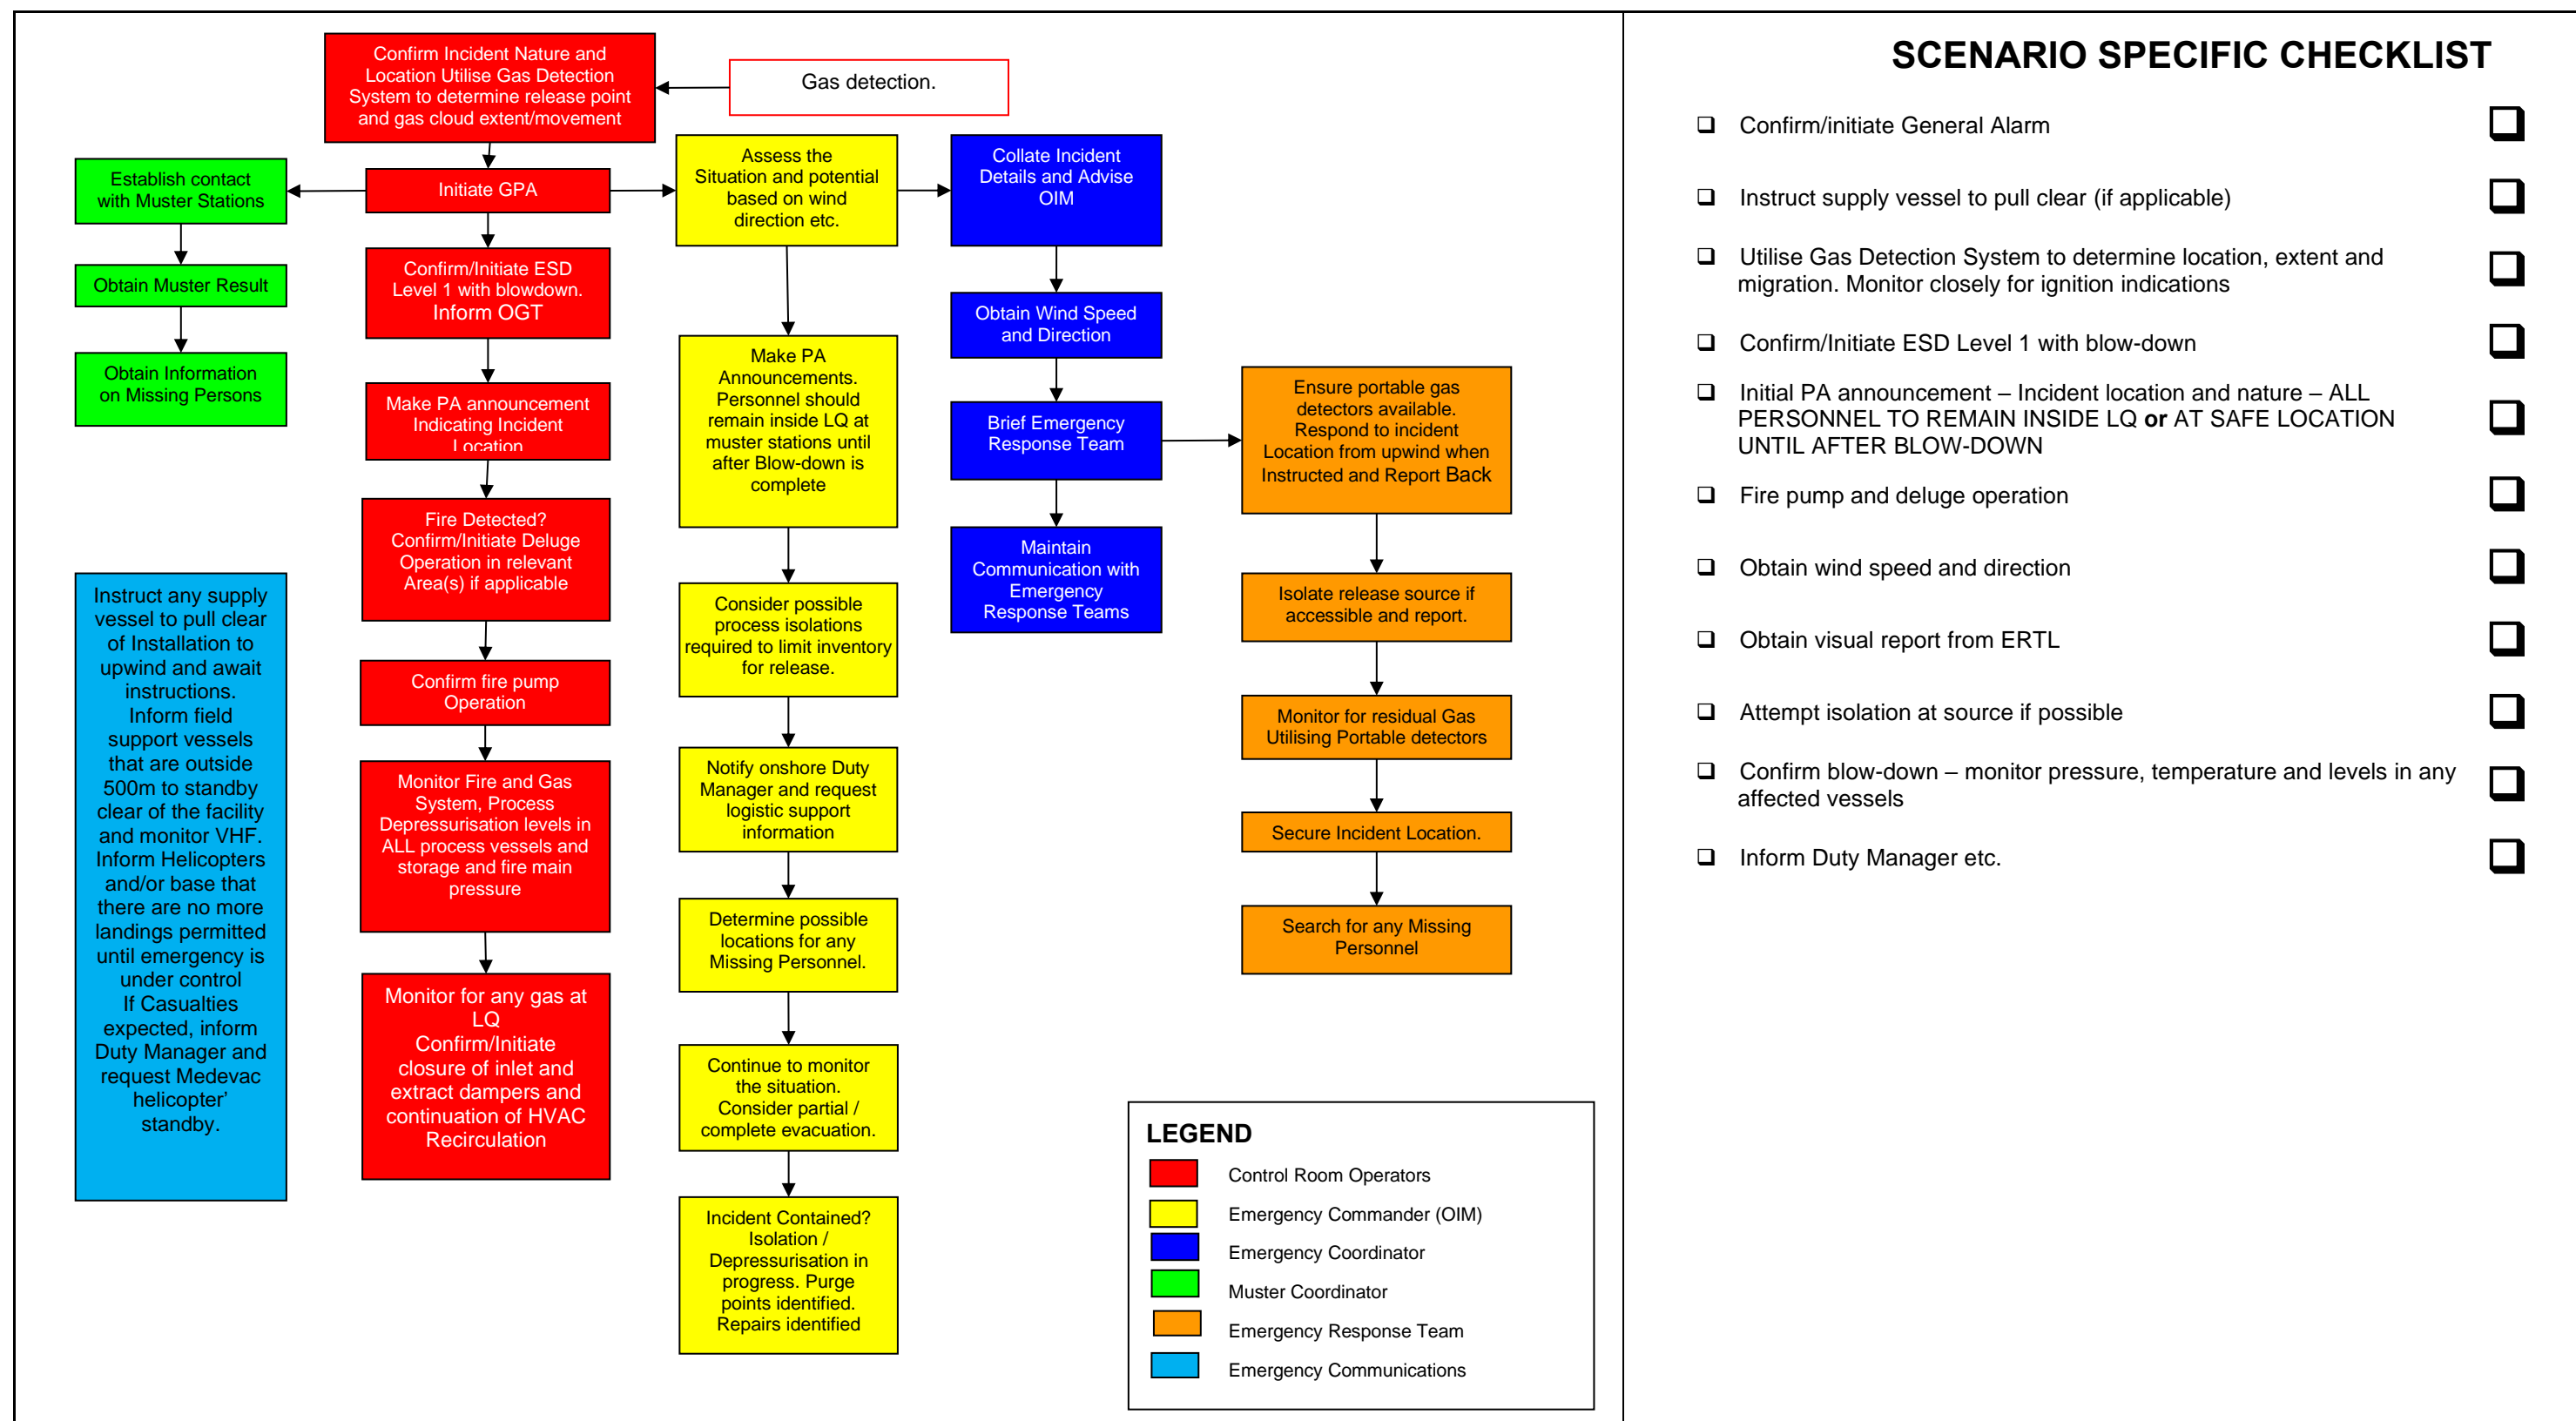 Confirm Incident Nature and
Location Utilise Gas Detection
System to determine release point
and gas cloud extent/movement
Gas detection.
Establish contact
with Muster Stations
Initiate GPA
Assess the
Situation and potential
based on wind
direction etc.
Collate Incident
Details and Advise
OIM
Obtain Muster Result
Obtain Information
on Missing Persons
Confirm/Initiate ESD
Level 1 with blowdown.
Inform OGT
Make PA announcement
Indicating Incident
Location
Fire Detected?
Confirm/Initiate Deluge
Operation in relevant
Area(s) if applicable
Confirm fire pump
Operation
Monitor Fire and Gas
System, Process
Depressurisation levels in
ALL process vessels and
storage and fire main
pressure
Monitor for any gas at
LQ
Confirm/Initiate
closure of inlet and
extract dampers and
continuation of HVAC
Recirculation
Make PA
Announcements.
Personnel should
remain inside LQ at
muster stations until
after Blow-down is
complete
Consider possible
process isolations
required to limit inventory
for release.
Notify onshore Duty
Manager and request
logistic support
information
Determine possible
locations for any
Missing Personnel.
Continue to monitor
the situation.
Consider partial /
complete evacuation.
Incident Contained?
Isolation /
Depressurisation in
progress. Purge
points identified.
Repairs identified
Obtain Wind Speed
and Direction
Brief Emergency
Response Team
Maintain
Communication with
Emergency
Response Teams
Ensure portable gas
detectors available.
Respond to incident
Location from upwind when
Instructed and Report Back
Isolate release source if
accessible and report.
Monitor for residual Gas
Utilising Portable detectors
Secure Incident Location.
Search for any Missing
Personnel
Instruct any supply
vessel to pull clear
of Installation to
upwind and await
instructions.
Inform field
support vessels
that are outside
500m to standby
clear of the facility
and monitor VHF.
Inform Helicopters
and/or base that
there are no more
landings permitted
until emergency is
under control
If Casualties
expected, inform
Duty Manager and
request Medevac
helicopter’
standby.
LEGEND
Control Room Operators
Emergency Commander (OIM)
Emergency Coordinator
Muster Coordinator
Emergency Response Team
Emergency Communications
SCENARIO SPECIFIC CHECKLIST
Confirm/initiate General Alarm
Instruct supply vessel to pull clear (if applicable)
Utilise Gas Detection System to determine location, extent and
migration. Monitor closely for ignition indications
Confirm/Initiate ESD Level 1 with blow-down
Initial PA announcement – Incident location and nature – ALL
PERSONNEL TO REMAIN INSIDE LQ or AT SAFE LOCATION
UNTIL AFTER BLOW-DOWN
Fire pump and deluge operation
Obtain wind speed and direction
Obtain visual report from ERTL
Attempt isolation at source if possible
Confirm blow-down – monitor pressure, temperature and levels in any
affected vessels
Inform Duty Manager etc.